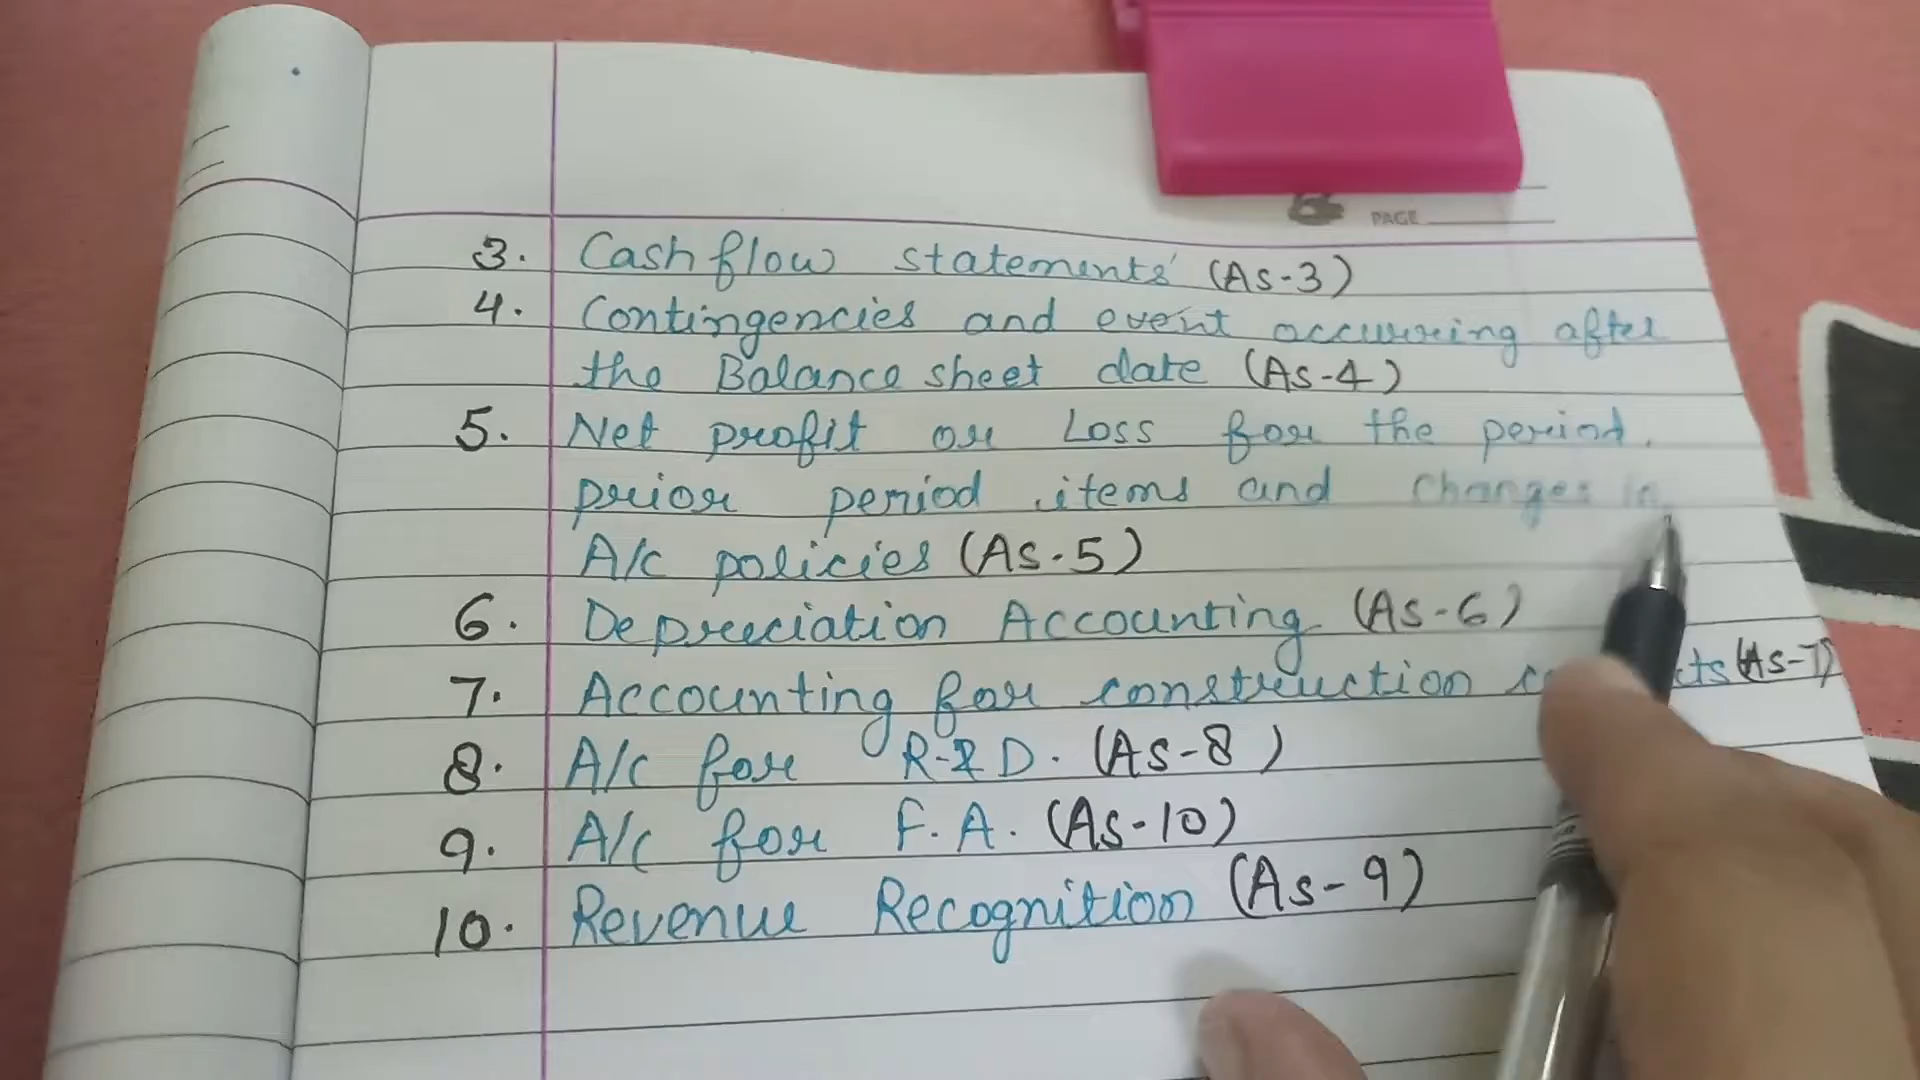 PAGE
3. Cash flow statements (As-3)
4. Contingencies and event occurring after
the Balance sheet date (As-4)
5. Net profit or Loss for the period.
prior period items and changes in
A/c policies (As-5)
6. Depreciation Accounting (As-6)
7. Accounting for construction cts (As-7)
8. A/c for R&D. (As-8)
9. A/c for F.A. (As-10)
10. Revenue Recognition (As-9)